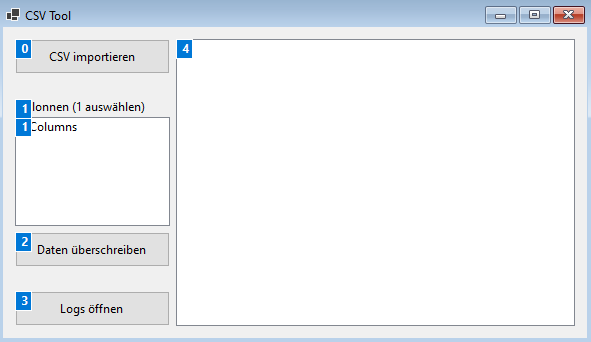 CSV Tool
0
CSV importieren
4
1
lonnen (1 auswählen)
1
Columns
2
Daten überschreiben
3
Logs öffnen